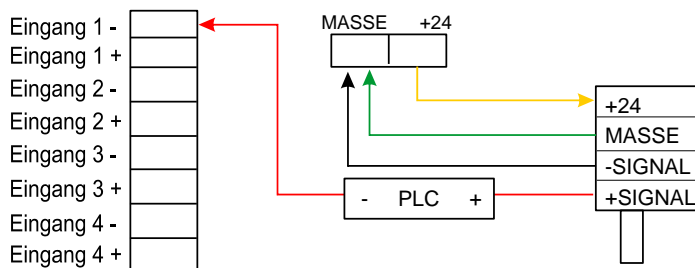 Eingang 1 -
Eingang 1 +
Eingang 2 -
Eingang 2 +
Eingang 3 -
Eingang 3 +
Eingang 4 -
Eingang 4 +
MASSE +24
- PLC +
+24
MASSE
-SIGNAL
+SIGNAL